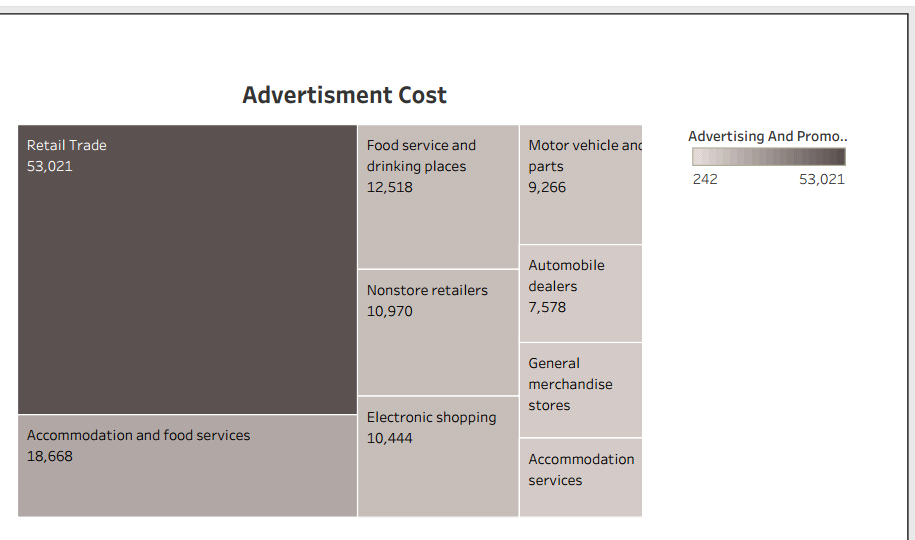 Advertisment Cost
Retail Trade
53,021
Accommodation and food services
18,668
Food service and
drinking places
12,518
Nonstore retailers
10,970
Electronic shopping
10,444
Motor vehicle and
parts
9,266
Automobile
dealers
7,578
General
merchandise
stores
Accommodation
services
Advertising And Promo..
242
53,021